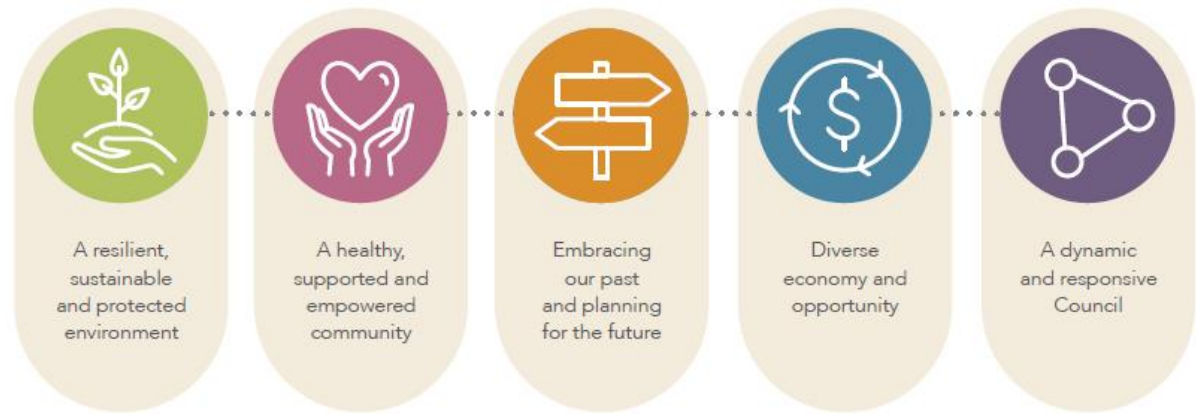 A resilient,
sustainable
and protected
environment
A healthy,
supported and
empowered
community
Embracing
our past
and planning
for the future
Diverse
economy and
opportunity
A dynamic
and responsive
Council
$